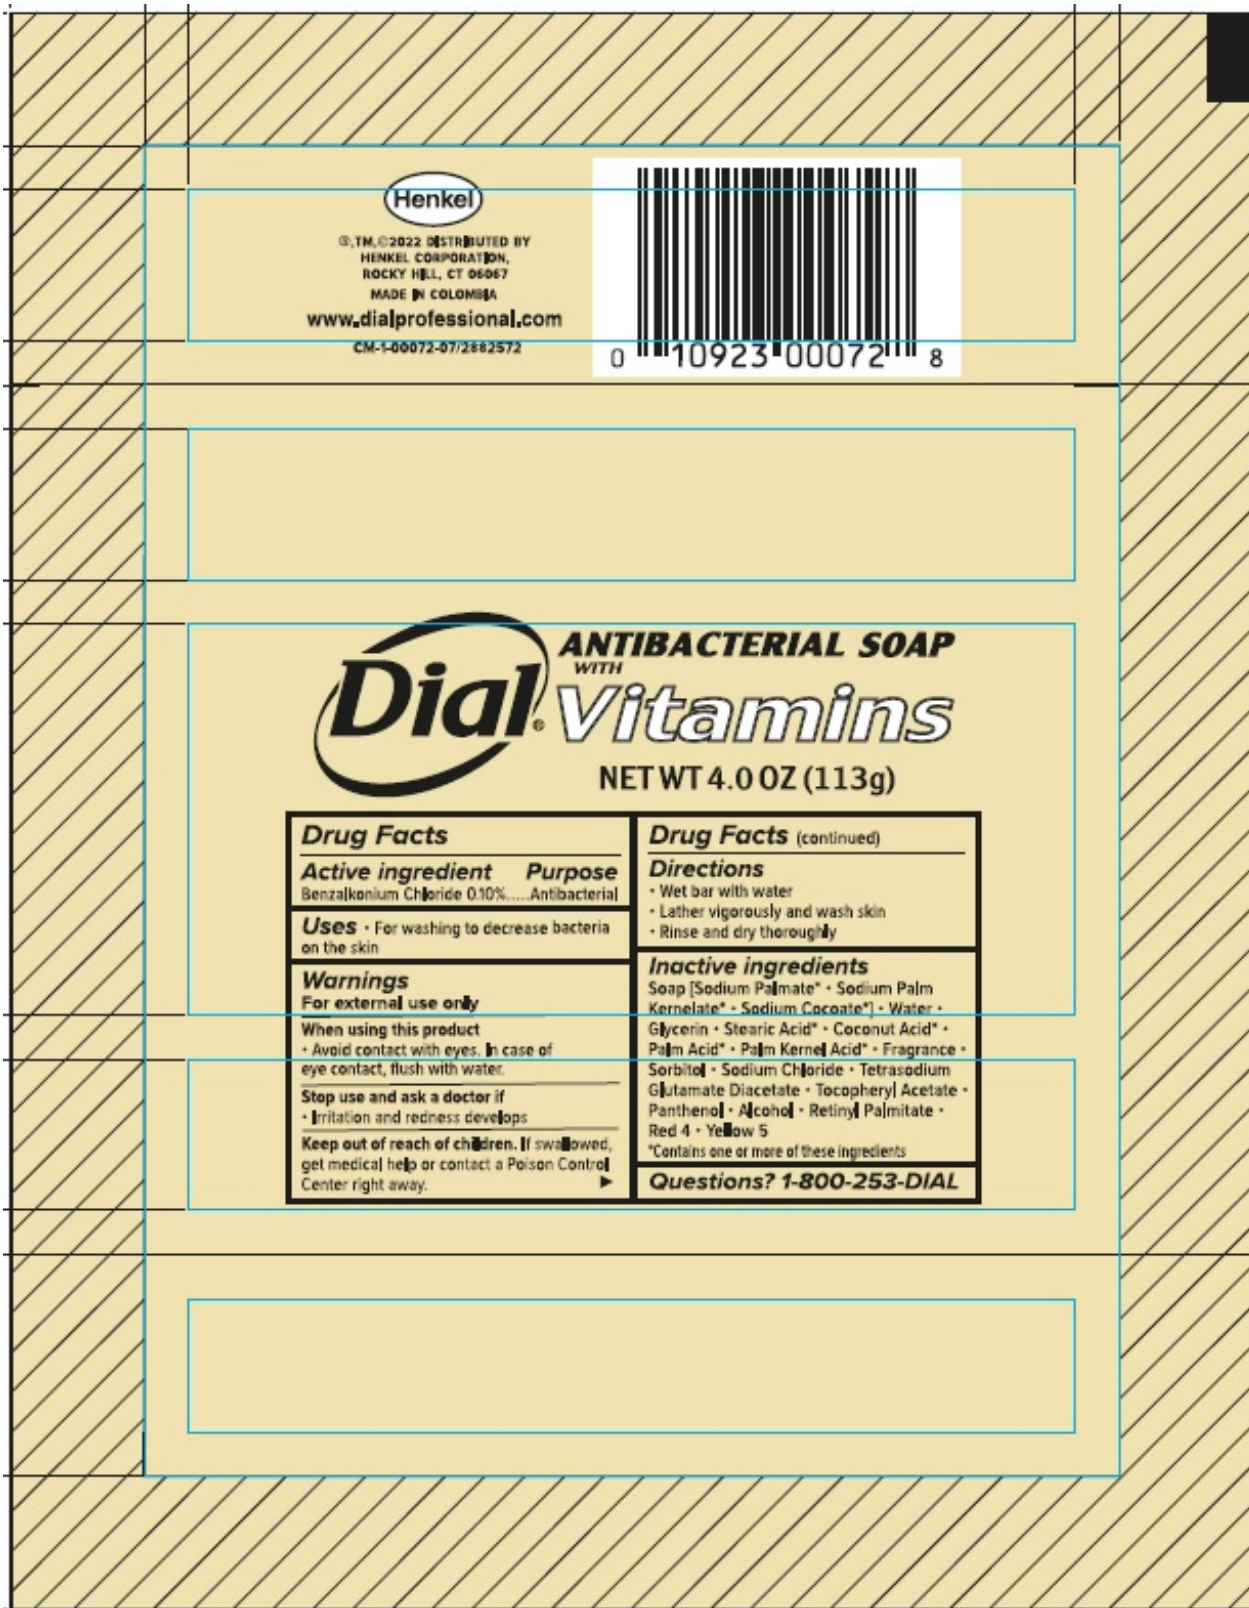 Henkel
®,TM,©2022 DISTRIBUTED BY
HENKEL CORPORATION,
ROCKY HILL, CT 06067
MADE IN COLOMBIA
www.dialprofessional.com
CM-1-00072-07/2882572
0 10923 00072 8
Dial®
ANTIBACTERIAL SOAP
WITH
Vitamins
NET WT 4.0 OZ (113g)
Drug Facts
Active ingredient Purpose
Benzalkonium Chloride 0.10%.....Antibacterial
Uses • For washing to decrease bacteria
on the skin
Warnings
For external use only
When using this product
• Avoid contact with eyes. In case of
eye contact, flush with water.
Stop use and ask a doctor if
• Irritation and redness develops
Keep out of reach of children. If swallowed,
get medical help or contact a Poison Control
Center right away. ►
Drug Facts (continued)
Directions
• Wet bar with water
• Lather vigorously and wash skin
• Rinse and dry thoroughly
Inactive ingredients
Soap [Sodium Palmate* • Sodium Palm
Kernelate* • Sodium Cocoate*] • Water •
Glycerin • Stearic Acid* • Coconut Acid* •
Palm Acid* • Palm Kernel Acid* • Fragrance •
Sorbitol • Sodium Chloride • Tetrasodium
Glutamate Diacetate • Tocopheryl Acetate •
Panthenol • Alcohol • Retinyl Palmitate •
Red 4 • Yellow 5
*Contains one or more of these ingredients
Questions? 1-800-253-DIAL